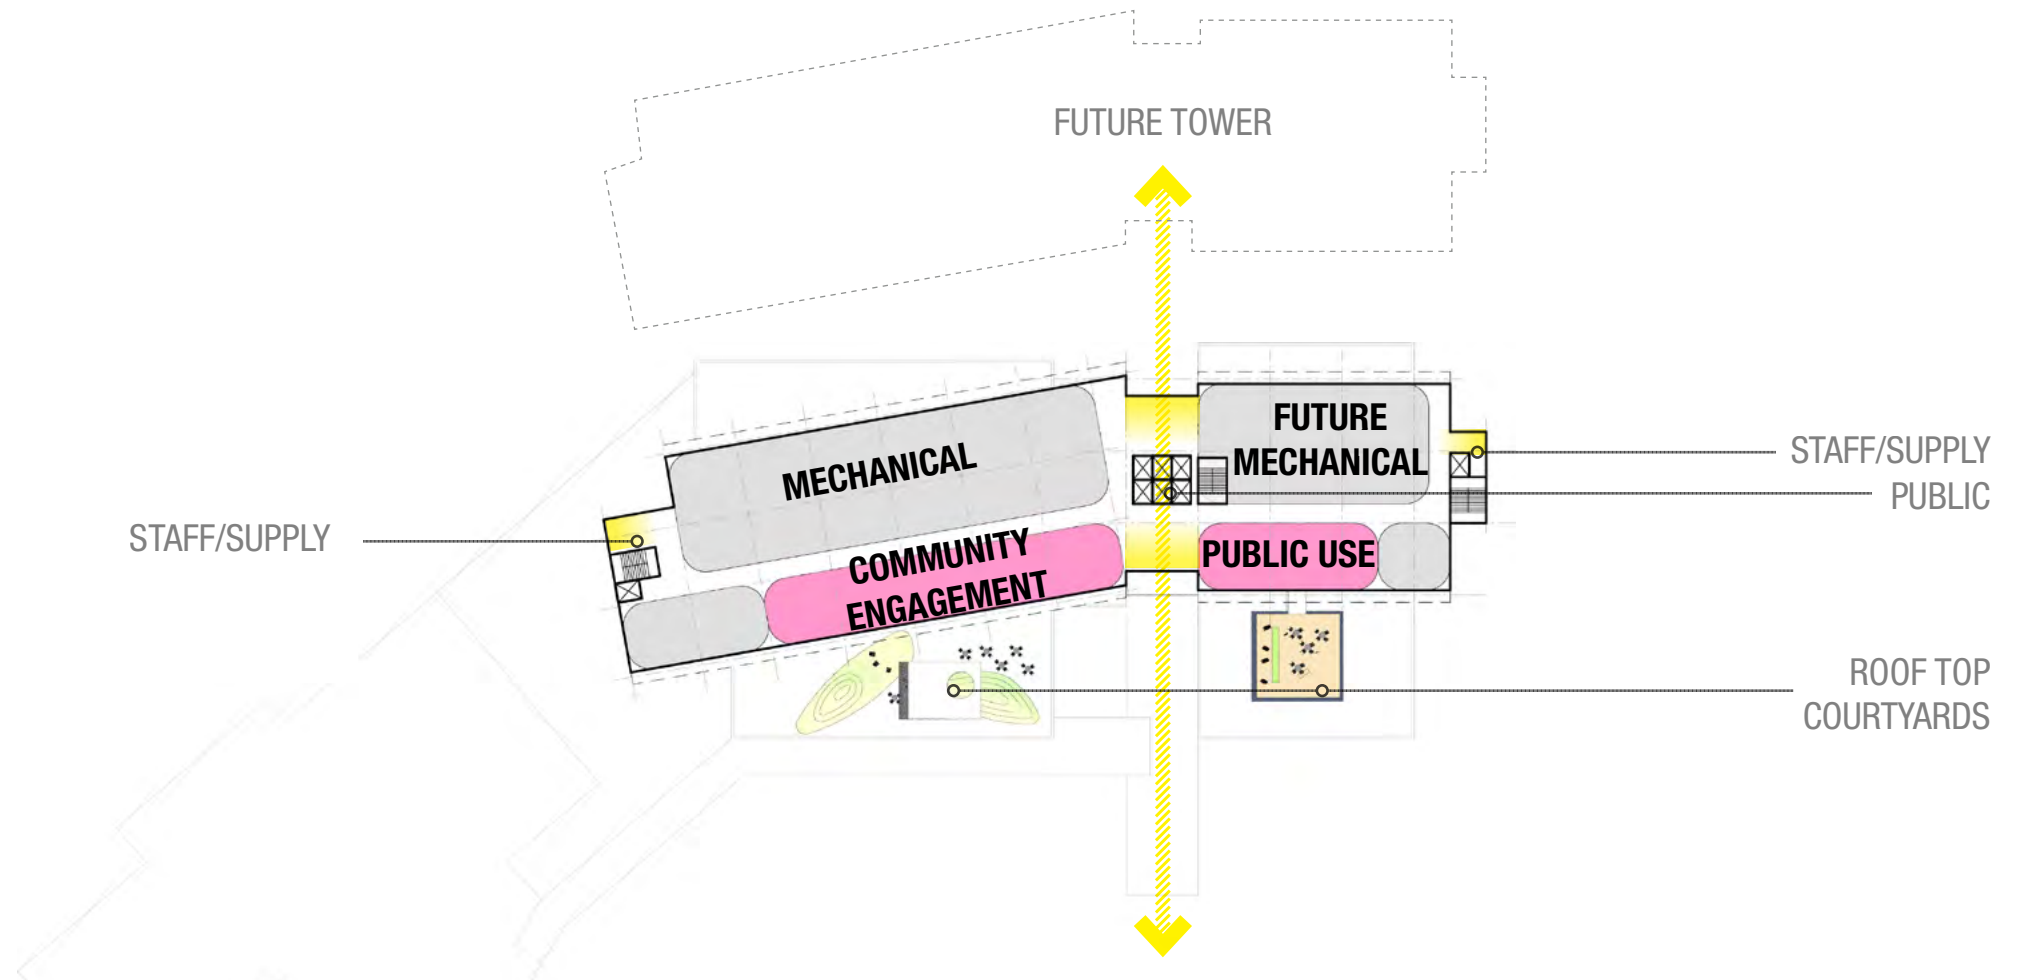 FUTURE TOWER
FUTURE
MECHANICAL
MECHANICAL
STAFF/SUPPLY
PUBLIC
STAFF/SUPPLY
COMMUNITY
ENGAGEMENT
PUBLIC USE
ROOF TOP
COURTYARDS